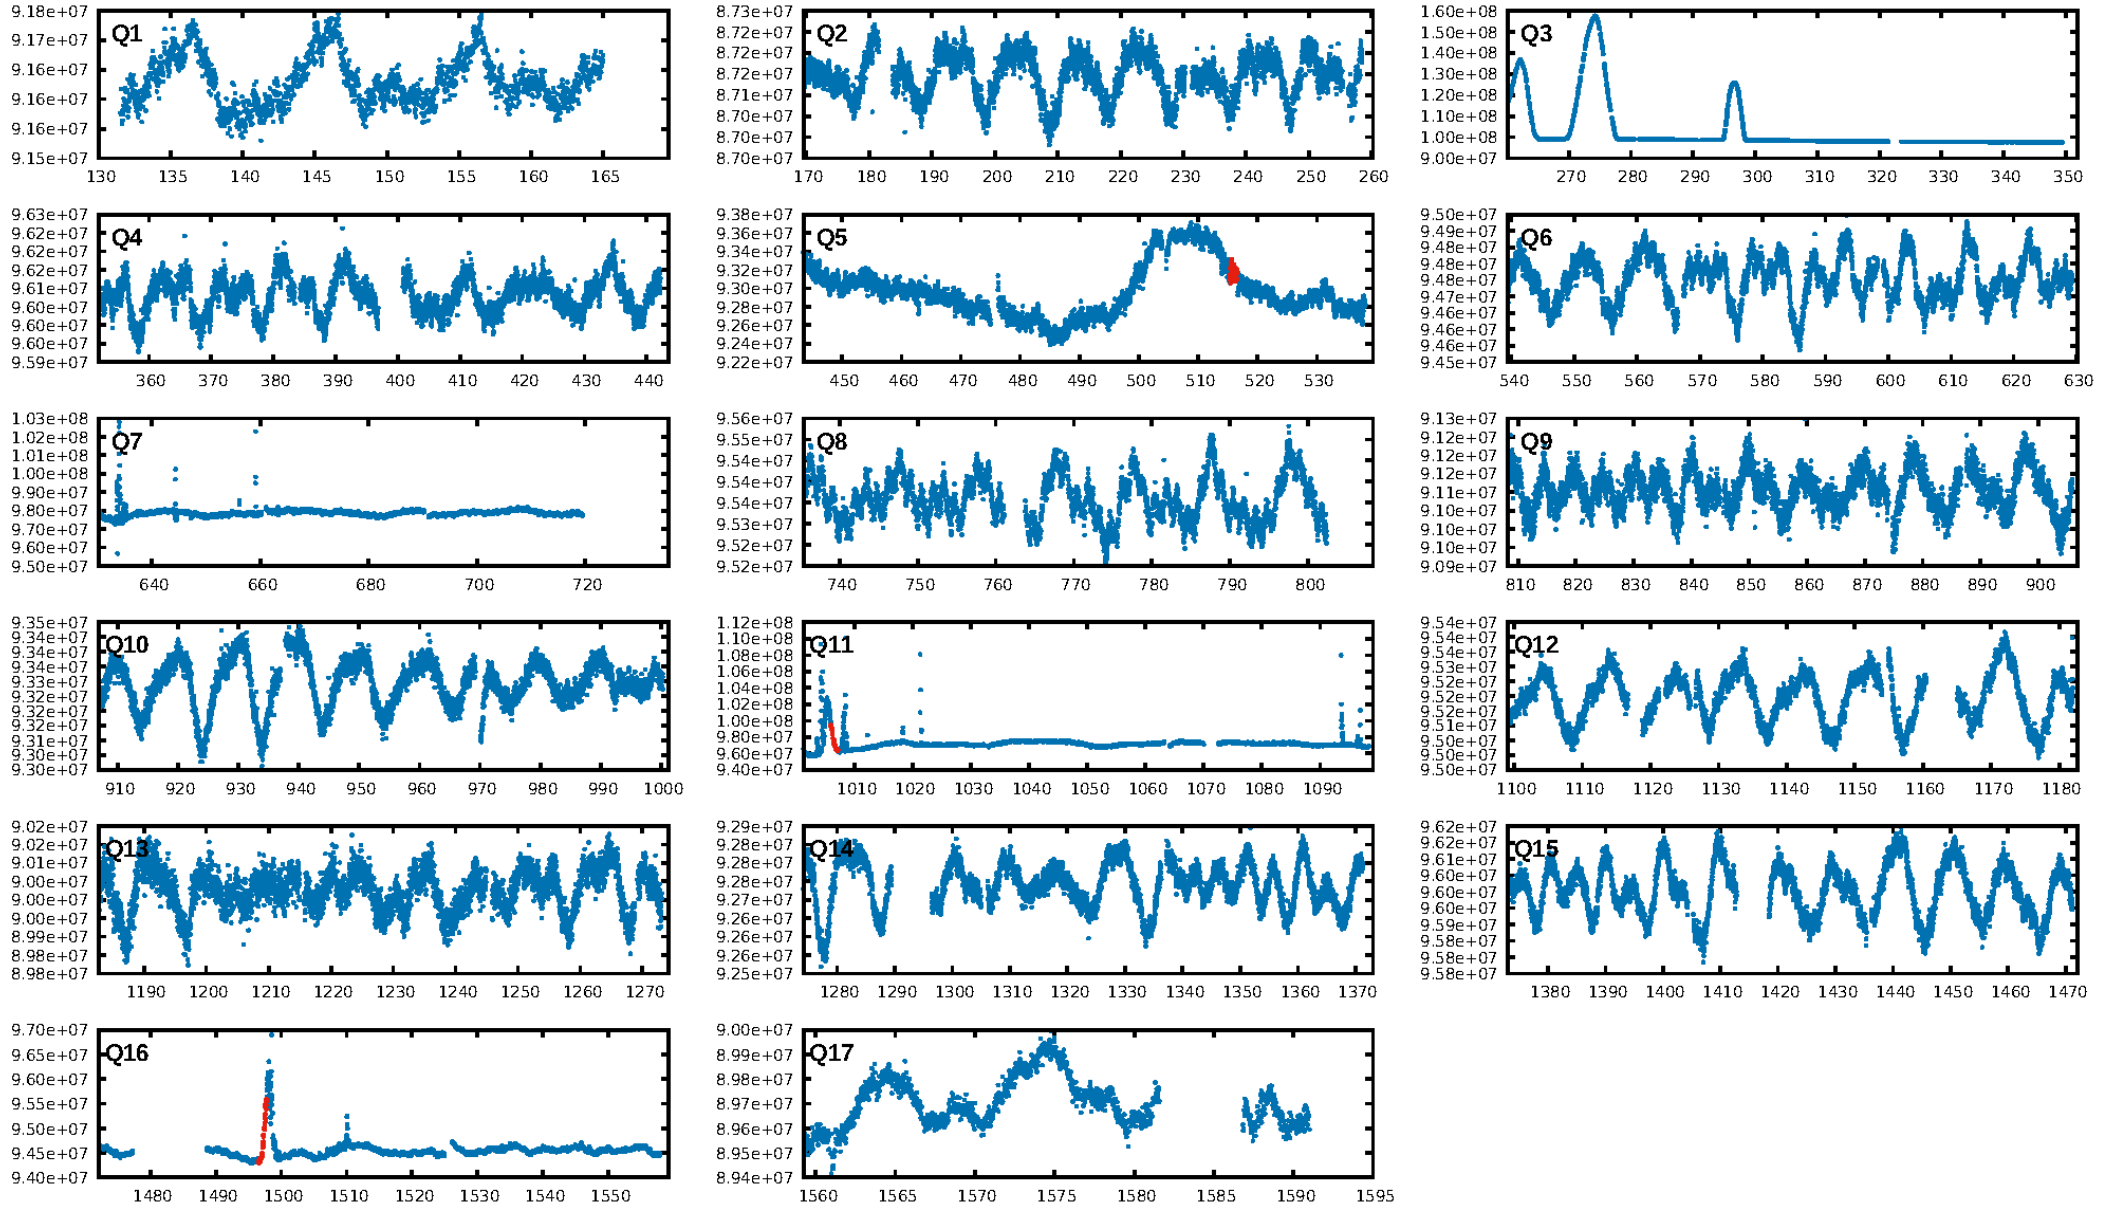 Q1
9.18e+07
9.17e+07
9.16e+07
9.16e+07
9.16e+07
9.15e+07
130 135 140 145 150 155 160 165
Q2
8.73e+07
8.72e+07
8.72e+07
8.72e+07
8.71e+07
8.70e+07
8.70e+07
8.70e+07
170 180 190 200 210 220 230 240 250 260
Q3
1.60e+08
1.50e+08
1.40e+08
1.30e+08
1.20e+08
1.10e+08
1.00e+08
9.00e+07
270 280 290 300 310 320 330 340 350
Q4
9.63e+07
9.62e+07
9.62e+07
9.62e+07
9.61e+07
9.60e+07
9.60e+07
9.60e+07
9.59e+07
360 370 380 390 400 410 420 430 440
Q5
9.38e+07
9.36e+07
9.34e+07
9.32e+07
9.30e+07
9.28e+07
9.26e+07
9.24e+07
9.22e+07
450 460 470 480 490 500 510 520 530
Q6
9.50e+07
9.49e+07
9.48e+07
9.48e+07
9.48e+07
9.47e+07
9.46e+07
9.46e+07
9.45e+07
540 550 560 570 580 590 600 610 620 630
Q7
1.03e+08
1.02e+08
1.01e+08
1.00e+08
9.90e+07
9.80e+07
9.70e+07
9.60e+07
9.50e+07
640 660 680 700 720
Q8
9.56e+07
9.55e+07
9.54e+07
9.54e+07
9.54e+07
9.53e+07
9.52e+07
9.52e+07
740 750 760 770 780 790 800
Q9
9.13e+07
9.12e+07
9.12e+07
9.12e+07
9.11e+07
9.10e+07
9.10e+07
9.10e+07
9.09e+07
810 820 830 840 850 860 870 880 890 900
Q10
9.35e+07
9.34e+07
9.34e+07
9.34e+07
9.33e+07
9.32e+07
9.32e+07
9.32e+07
9.31e+07
9.30e+07
9.30e+07
910 920 930 940 950 960 970 980 990 1000
Q11
1.12e+08
1.10e+08
1.08e+08
1.06e+08
1.04e+08
1.02e+08
1.00e+08
9.80e+07
9.60e+07
9.40e+07
1010 1020 1030 1040 1050 1060 1070 1080 1090
Q12
9.54e+07
9.54e+07
9.53e+07
9.52e+07
9.52e+07
9.52e+07
9.51e+07
9.50e+07
9.50e+07
9.50e+07
1100 1110 1120 1130 1140 1150 1160 1170 1180
Q13
9.02e+07
9.02e+07
9.01e+07
9.00e+07
9.00e+07
9.00e+07
8.99e+07
8.98e+07
8.98e+07
1190 1200 1210 1220 1230 1240 1250 1260 1270
Q14
9.29e+07
9.28e+07
9.28e+07
9.28e+07
9.27e+07
9.26e+07
9.26e+07
9.26e+07
9.25e+07
1280 1290 1300 1310 1320 1330 1340 1350 1360 1370
Q15
9.62e+07
9.62e+07
9.61e+07
9.60e+07
9.60e+07
9.60e+07
9.59e+07
9.58e+07
9.58e+07
9.58e+07
1380 1390 1400 1410 1420 1430 1440 1450 1460 1470
Q16
9.70e+07
9.65e+07
9.60e+07
9.55e+07
9.50e+07
9.45e+07
9.40e+07
1480 1490 1500 1510 1520 1530 1540 1550
Q17
9.00e+07
8.99e+07
8.98e+07
8.97e+07
8.96e+07
8.95e+07
8.94e+07
1560 1565 1570 1575 1580 1585 1590 1595